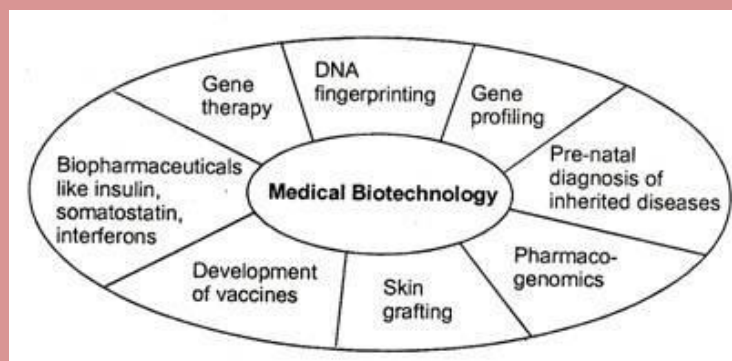 Gene
therapy
DNA
fingerprinting
Gene
profiling
Biopharmaceuticals
like insulin,
somatostatin,
interferons
Medical Biotechnology
Pre-natal
diagnosis of
inherited diseases
Development
of vaccines
Skin
grafting
Pharmaco-
genomics